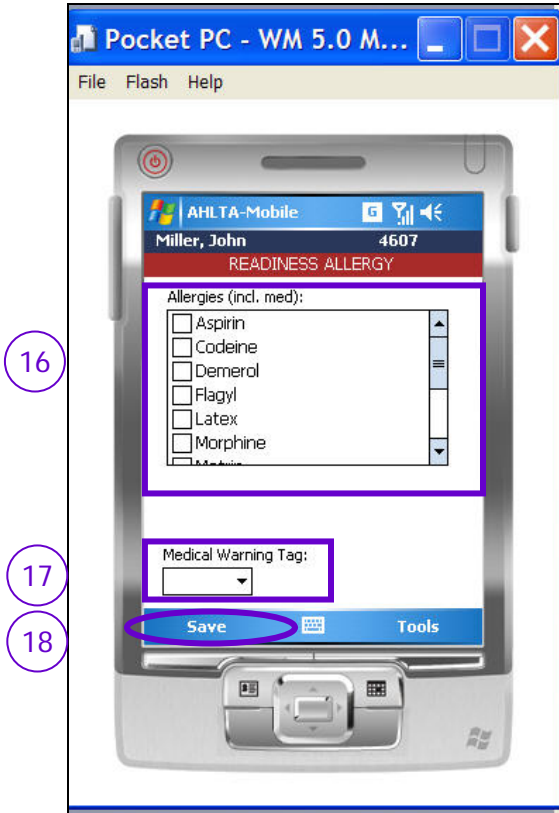 Pocket PC - WM 5.0 M...
File Flash Help
AHLTA-Mobile G
Miller, John 4607
READINESS ALLERGY
Allergies (incl. med):
Aspirin
Codeine
Demerol
16
Flagyl
Latex
Morphine
Medical Warning Tag:
17
Save Tools
18